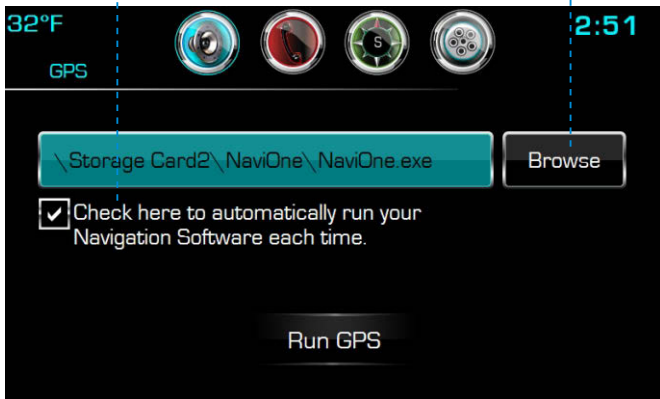 32°F
2:51
GPS
S
\Storage Card2\NaviOne\NaviOne.exe
Browse
Check here to automatically run your
Navigation Software each time.
Run GPS